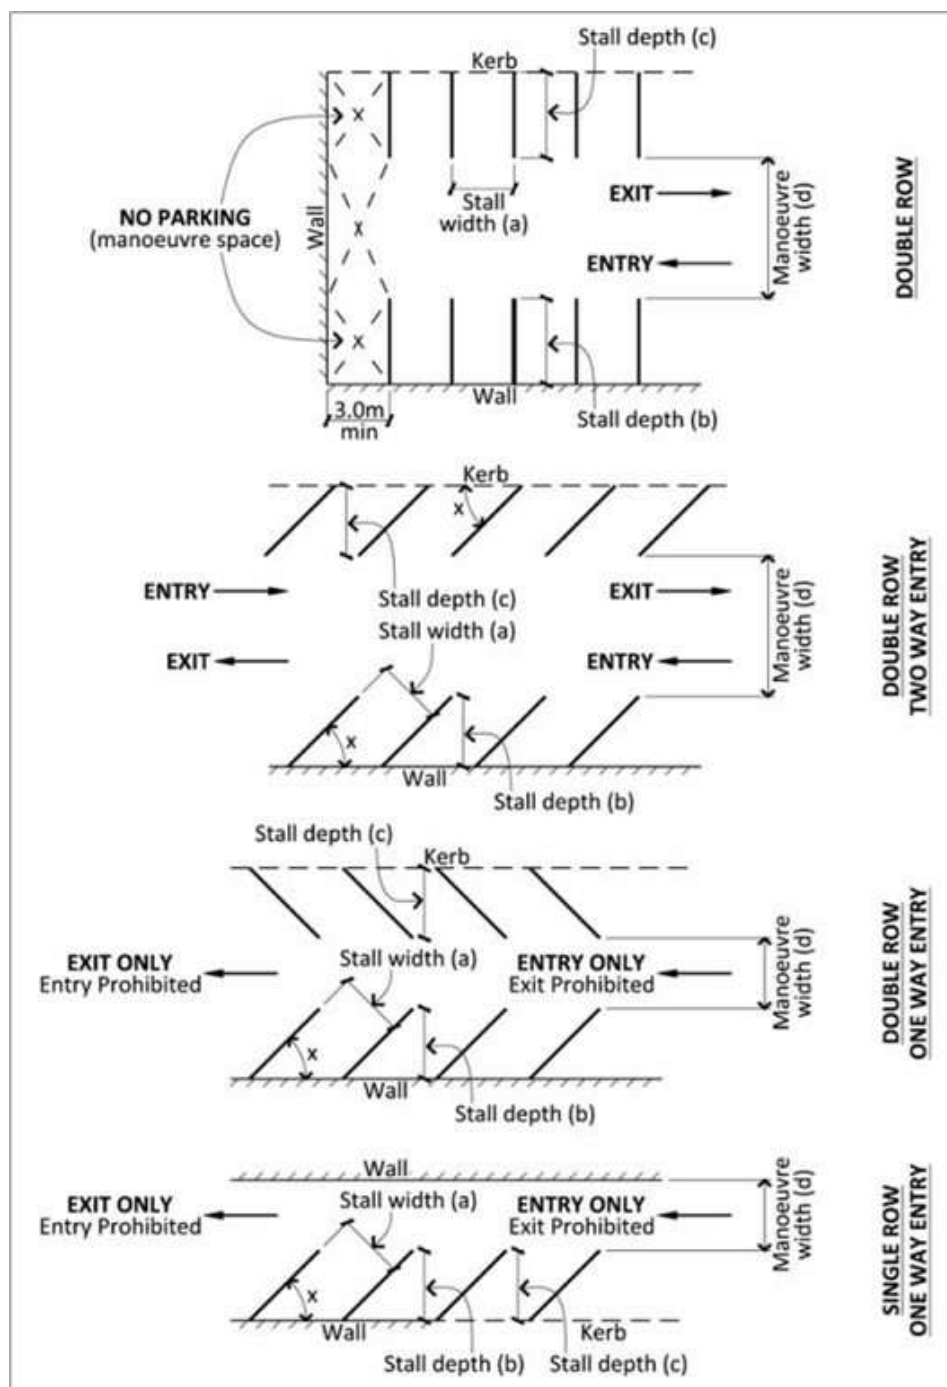 Stall depth (c)
Kerb
x
NO PARKING
(manoeuvre space)
Wall
x
Stall
width (a)
EXIT
ENTRY
Manoeuvre
width (d)
DOUBLE ROW
x
3.0m
min
Wall
Stall depth (b)
Kerb
x
ENTRY
Stall depth (c)
EXIT
Stall width (a)
EXIT
ENTRY
Manoeuvre
width (d)
DOUBLE ROW
TWO WAY ENTRY
x
Wall
Stall depth (b)
Stall depth (c)
Kerb
EXIT ONLY
Entry Prohibited
Stall width (a)
ENTRY ONLY
Exit Prohibited
Manoeuvre
width (d)
DOUBLE ROW
ONE WAY ENTRY
x
Wall
Stall depth (b)
Wall
EXIT ONLY
Entry Prohibited
Stall width (a)
ENTRY ONLY
Exit Prohibited
Manoeuvre
width (d)
SINGLE ROW
ONE WAY ENTRY
x
Wall
Kerb
Stall depth (b)
Stall depth (c)